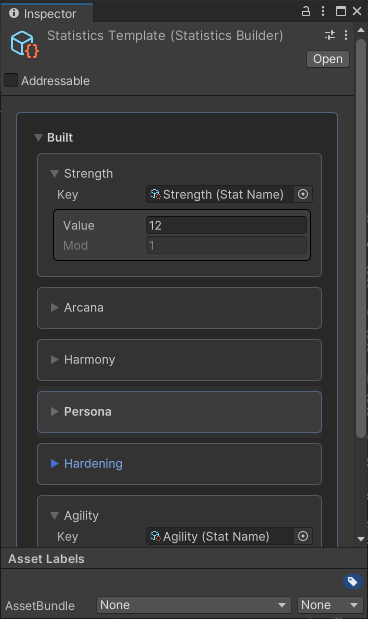 Inspector
Statistics Template (Statistics Builder)
Open
Addressable
Built
Strength
Key Strength (Stat Name)
Value 12
Mod 1
Arcana
Harmony
Persona
Hardening
Agility
Key Agility (Stat Name)
Asset Labels
AssetBundle None None